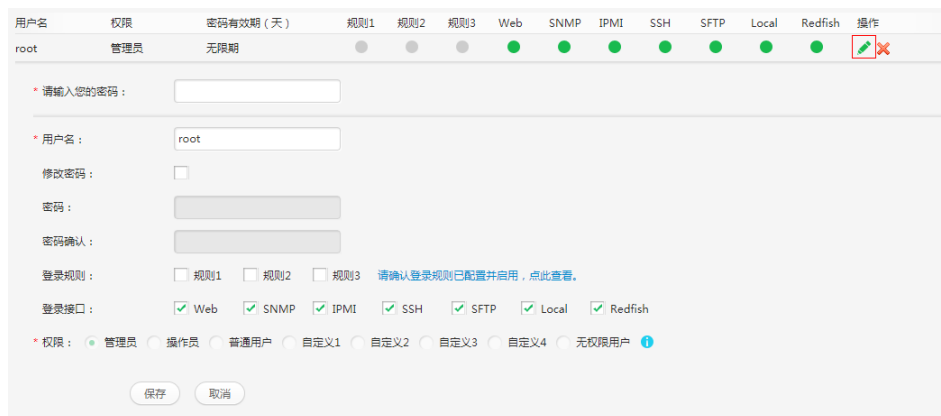 用户名 权限 密码有效期（天） 规则1 规则2 规则3 Web SNMP IPMI SSH SFTP Local Redfish 操作
root 管理员 无限期
* 请输入您的密码：
* 用户名： root
修改密码：
密码：
密码确认：
登录规则： 规则1 规则2 规则3 请确认登录规则已配置并启用，点此查看。
登录接口： Web SNMP IPMI SSH SFTP Local Redfish
* 权限： 管理员 操作员 普通用户 自定义1 自定义2 自定义3 自定义4 无权限用户
保存 取消